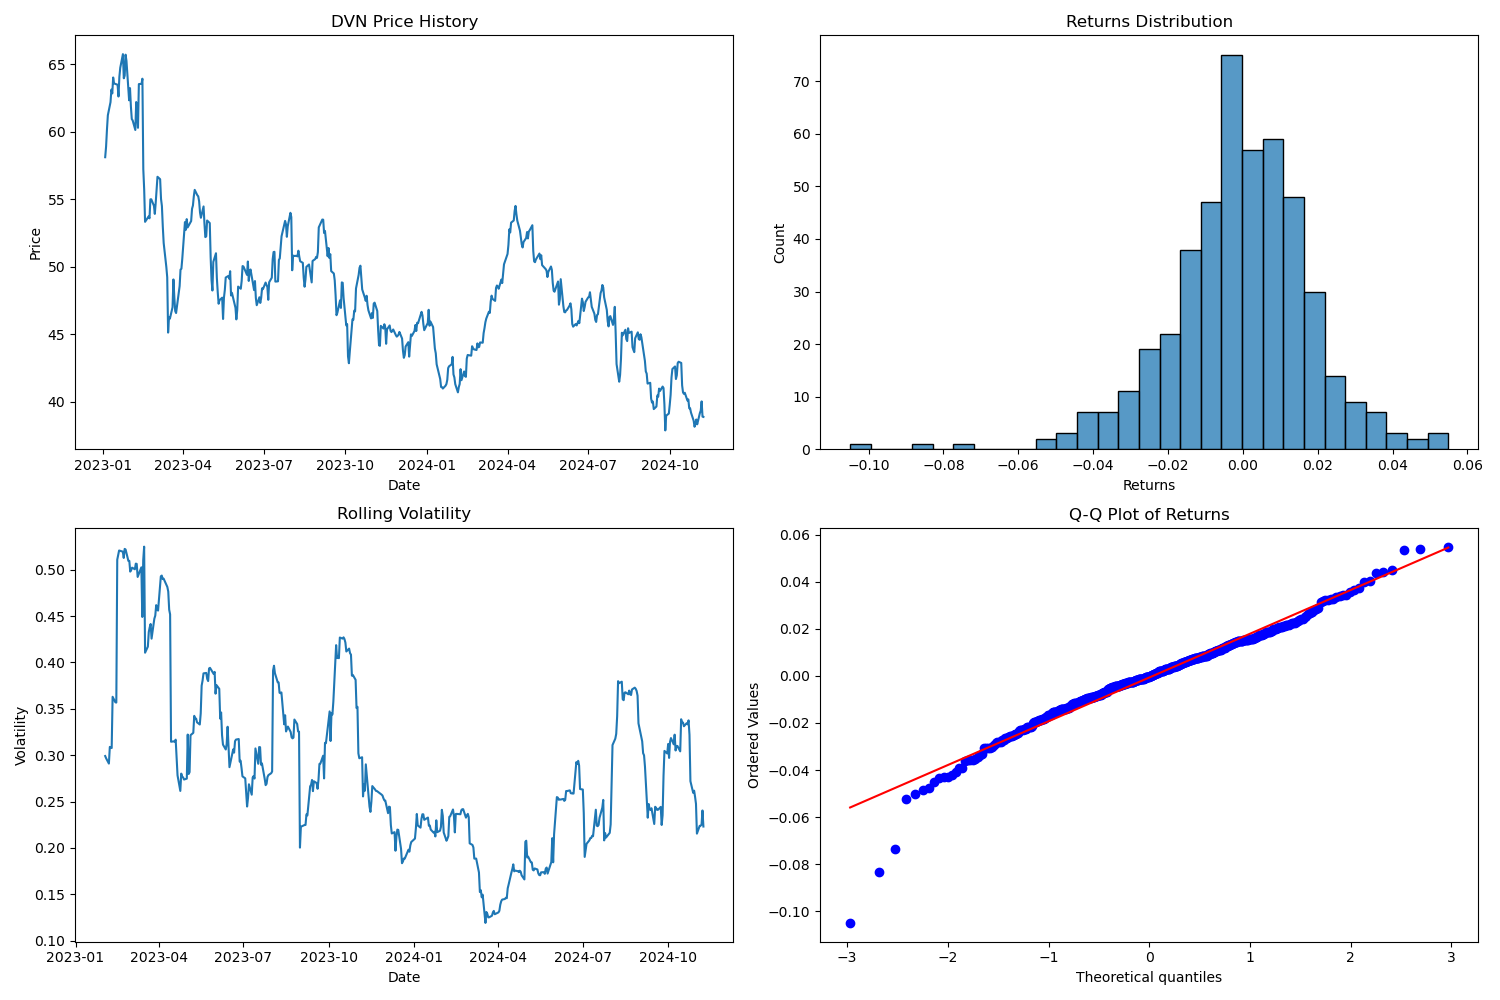 DVN Price History
Price
65
60
55
50
45
40
2023-01 2023-04 2023-07 2023-10 2024-01 2024-04 2024-07 2024-10
Date
Returns Distribution
Count
70
60
50
40
30
20
10
0
−0.10 −0.08 −0.06 −0.04 −0.02 0.00 0.02 0.04 0.06
Returns
Rolling Volatility
Volatility
0.50
0.45
0.40
0.35
0.30
0.25
0.20
0.15
0.10
2023-01 2023-04 2023-07 2023-10 2024-01 2024-04 2024-07 2024-10
Date
Q-Q Plot of Returns
Ordered Values
0.06
0.04
0.02
0.00
−0.02
−0.04
−0.06
−0.08
−0.10
−3 −2 −1 0 1 2 3
Theoretical quantiles